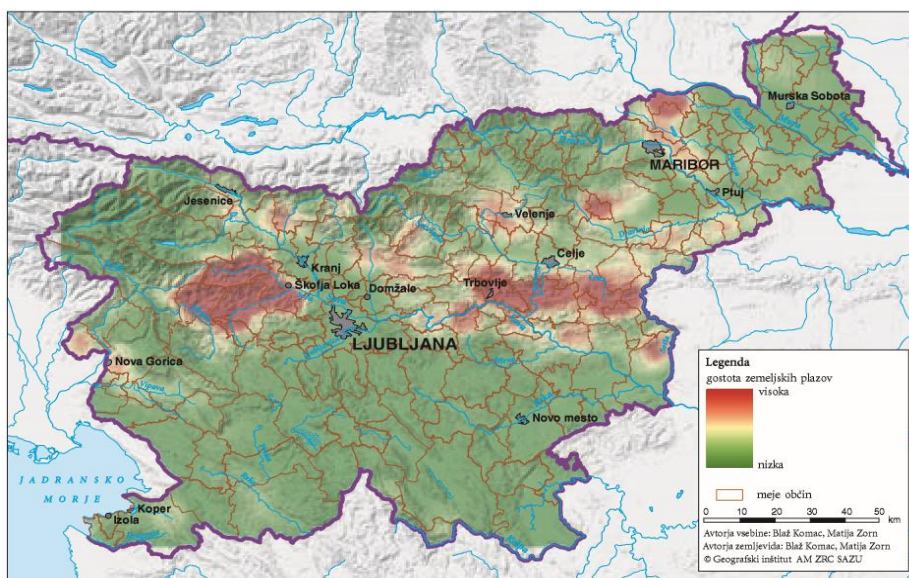 Murska Sobota
MARIBOR
Ptuj
Jesenice
Velenje
Dravinja
Celje
Kranj
Trbovlje
Škofja Loka
Domžale
LJUBLJANA
Nova Gorica
Vipava
Novo mesto
JADRANSKO
MORJE
Koper
Izola
Legenda
gostota zemeljskih plazov
visoka
nizka
meje občin
0 10 20 30 40 50 km
Avtorja vsebine: Blaž Komac, Matija Zorn
Avtorja zemljevida: Blaž Komac, Matija Zorn
© Geografski inštitut AM ZRC SAZU